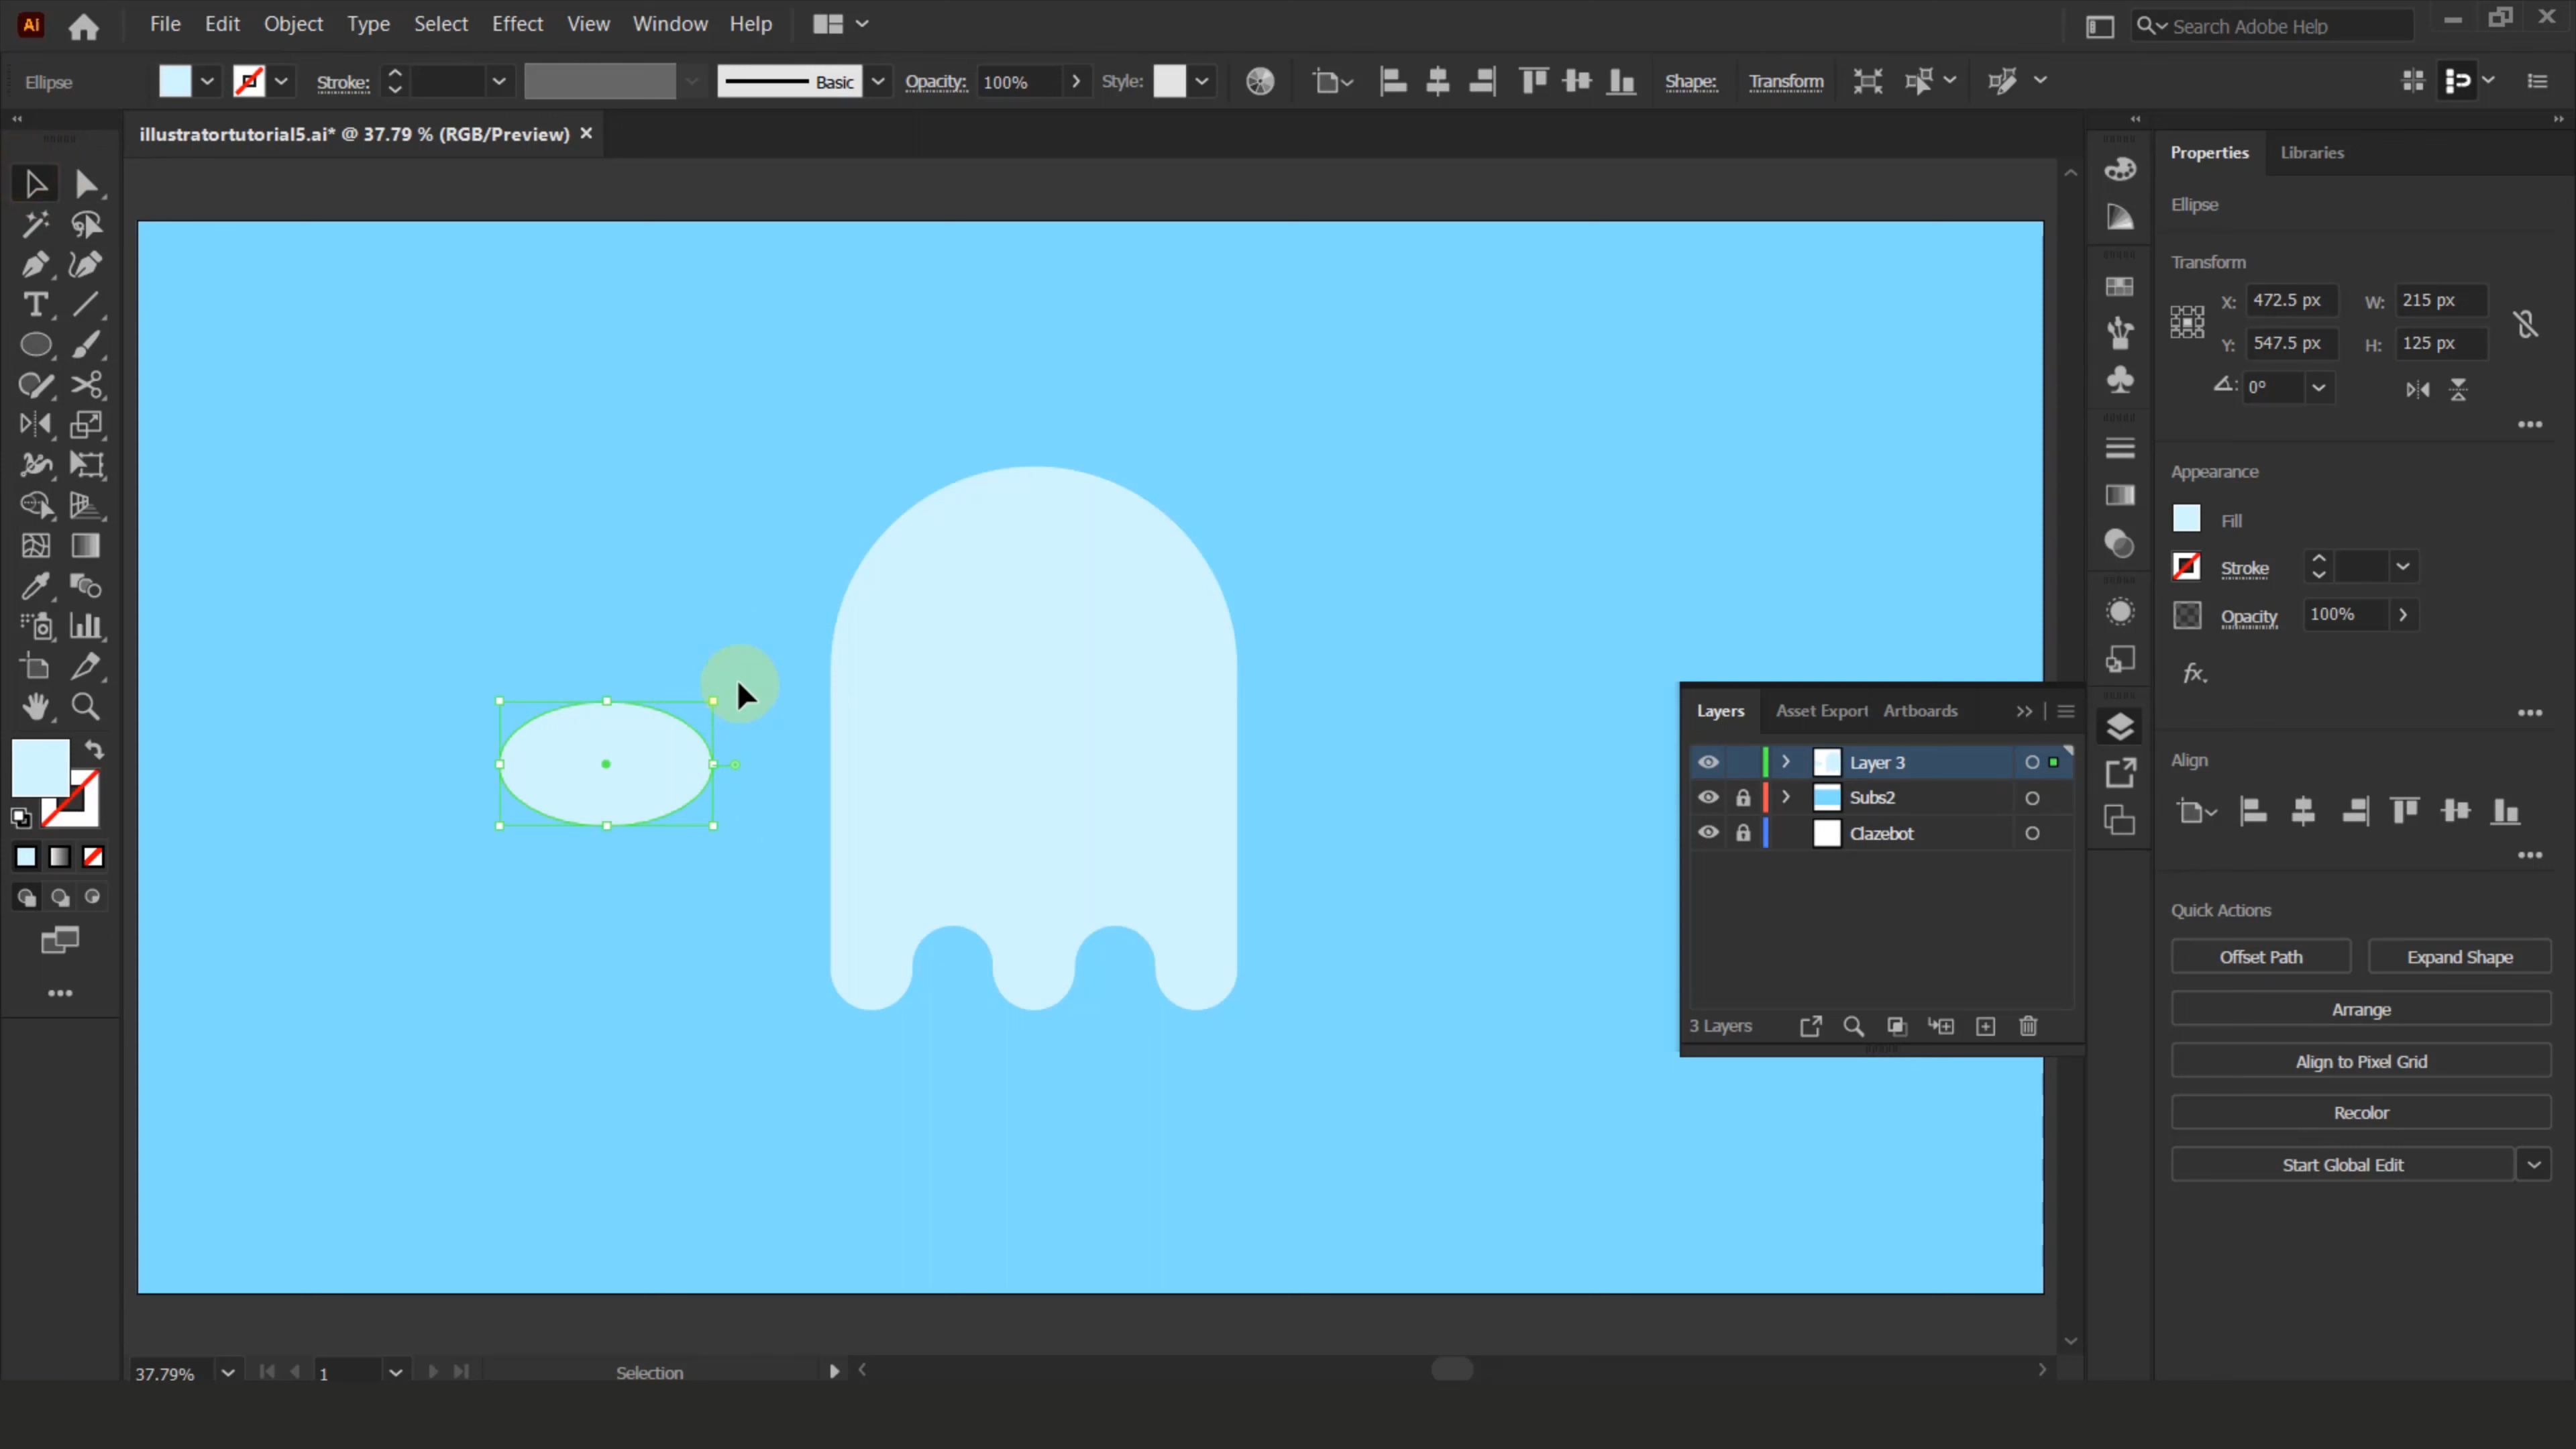 Ai File Edit Object Type Select Effect View Window Help Search Adobe Help
Ellipse Stroke: Basic Opacity: 100% Style: Shape: Transform
illustratortutorial5.ai* @ 37.79 % (RGB/Preview)
Properties Libraries
Ellipse
Transform
X: 472.5 px W: 215 px
Y: 547.5 px H: 125 px
0°
Appearance
Fill
Stroke
Opacity 100%
fx.
Align
Quick Actions
Offset Path Expand Shape
Arrange
Align to Pixel Grid
Recolor
Start Global Edit
Layers Asset Export Artboards
Layer 3
Subs2
Clazebot
3 Layers
37.79% 1 Selection